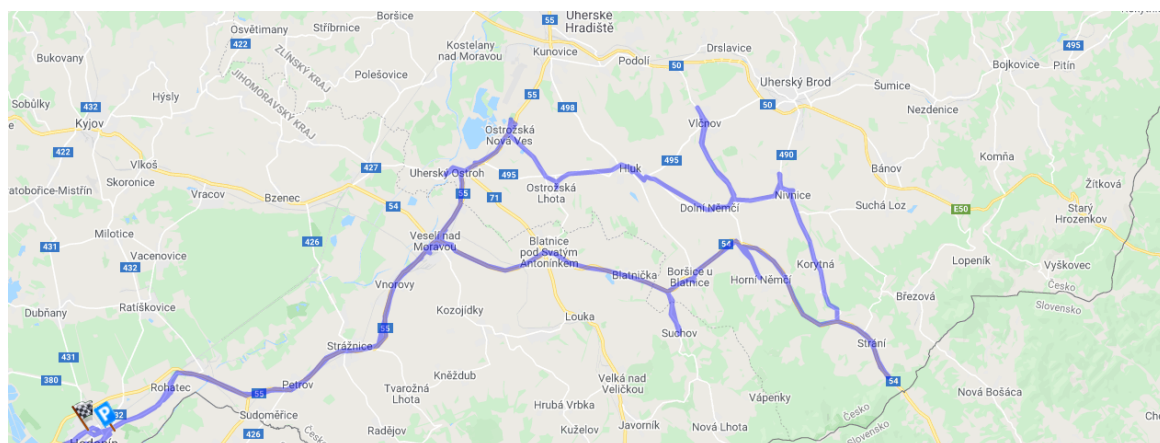 Osvětimany
Stříbrnice
Boršice
Uherské
Hradiště
55
422
Bukovany
Kostelany
nad Moravou
Kunovice
Drslavice
495
Bojkovice
Pitín
Podolí
50
Uherský Brod
Šumice
ZLÍNSKÝ KRAJ
JIHOMORAVSKÝ KRAJ
Polešovice
Hýsly
432
Sobůlky
Kyjov
55
498
50
Nezdenice
Ostrožská
Nová Ves
Vlčnov
422
Vlkoš
427
490
Komňa
Skoronice
Uherský Ostroh
495
Hluk
495
Bánov
Žítková
Vracov
Bzenec
55
71
Ostrožská
Lhota
Dolní Němčí
Nivnice
Suchá Loz
E50
Starý
Hrozenkov
54
Milotice
431
426
Veselí nad
Moravou
Blatnice
pod Svatým
Antonínkem
54
Vacenovice
432
Blatnička
Boršice u
Blatnice
Horní Němčí
Korytná
Lopeník
Vyškovec
Vnorovy
Březová
Česko
Slovensko
Dubňany
Ratíškovice
Kozojídky
Louka
Suchov
55
Strání
431
Strážnice
380
Rohatec
Petrov
55
Tvarožná
Lhota
Kněždub
Velká nad
Veličkou
54
Nová Bošáca
Hrubá Vrbka
Vápenky
P
Sudoměřice
426
Radějov
Kuželov
Javorník
Nová Lhota
Česko
Slovensko
Česko
Slovensko